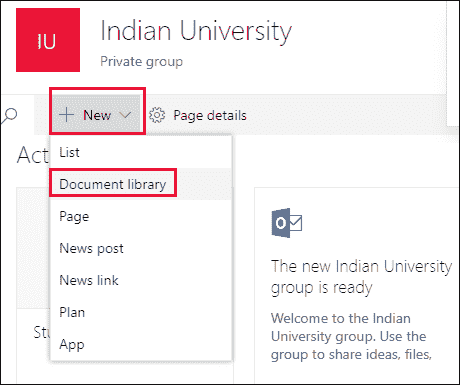 IU
Indian University
Private group
New
Page details
Act
List
Document library
Page
News post
News link
Plan
App
Stu
The new Indian University
group is ready
Welcome to the Indian
University group. Use the
group to share ideas, files,